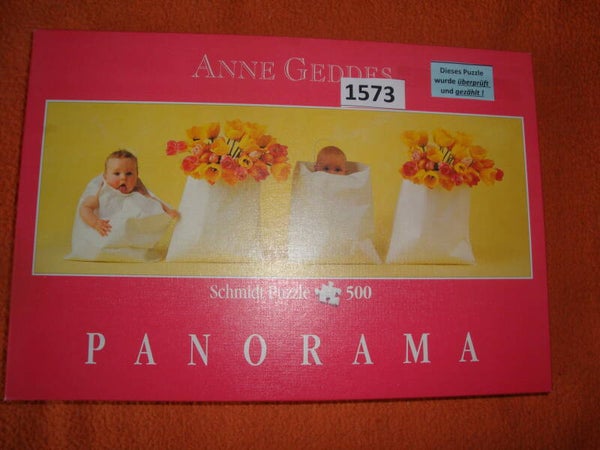 ANNE GEDDES
1573
Dieses Puzzle
wurde überprüft
und gezählt !
Schmidt Puzzle 500
PANORAMA